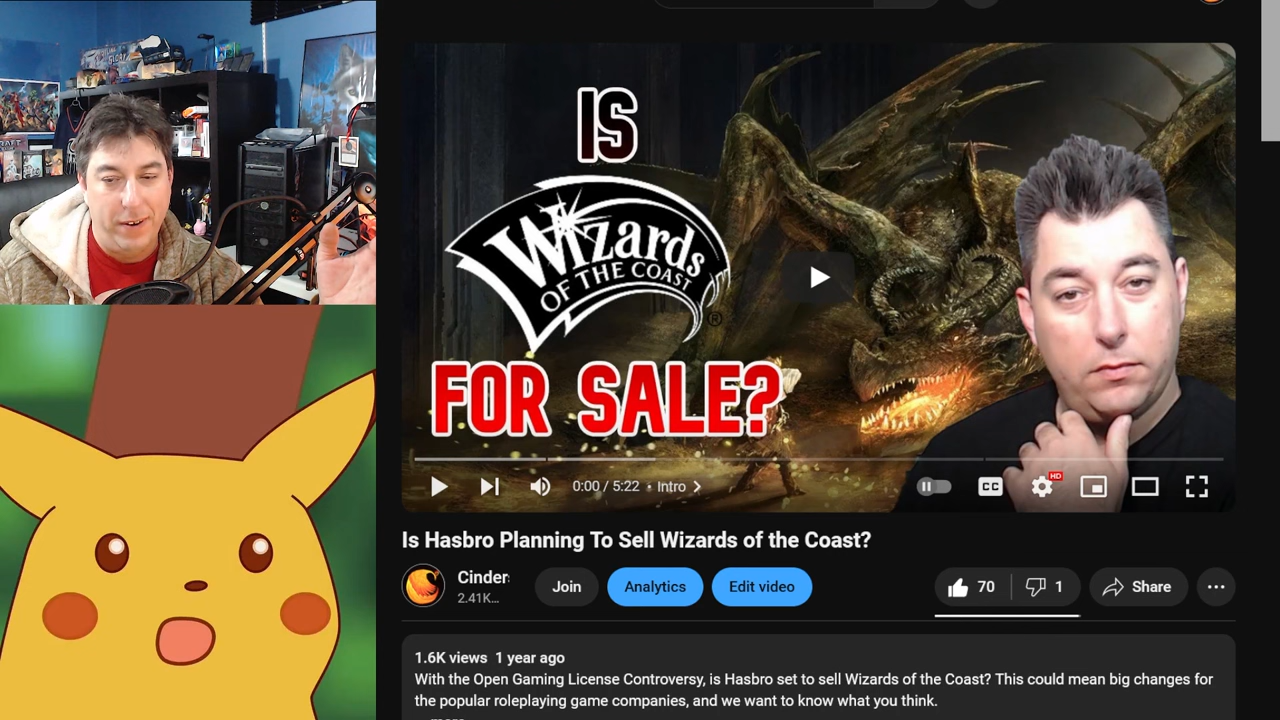 IS
Wizards
OF THE COAST
®
FOR SALE?
0:00 / 5:22 • Intro
CC
HD
Is Hasbro Planning To Sell Wizards of the Coast?
Cinder
2.41K...
Join
Analytics
Edit video
70
1
Share
1.6K views 1 year ago
With the Open Gaming License Controversy, is Hasbro set to sell Wizards of the Coast? This could mean big changes for
the popular roleplaying game companies, and we want to know what you think.